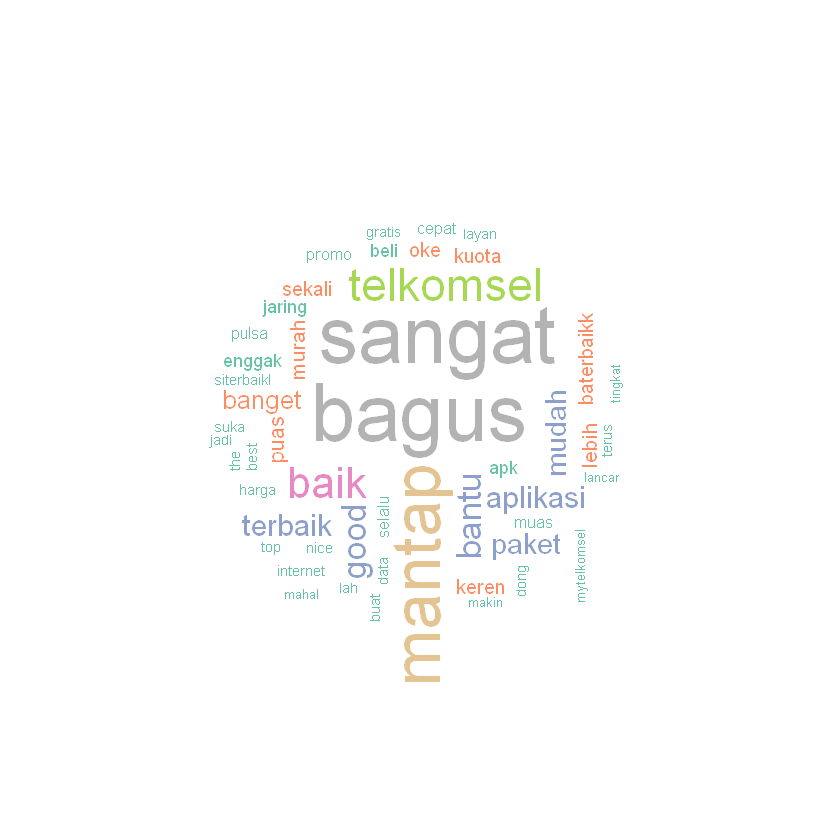 gratis
cepat
layan
promo
beli
oke
kuota
telkomsel
sekali
jaring
sangat
pulsa
murah
baterbaikk
enggak
siterbaikl
tingkat
banget
bagus
mudah
suka
puas
lebih
terus
jadi
the
best
baik
mantap
apk
lancar
harga
selalu
bantu
aplikasi
terbaik
good
muas
paket
top
nice
mytelkomsel
internet
data
keren
dong
mahal
lah
buat
makin